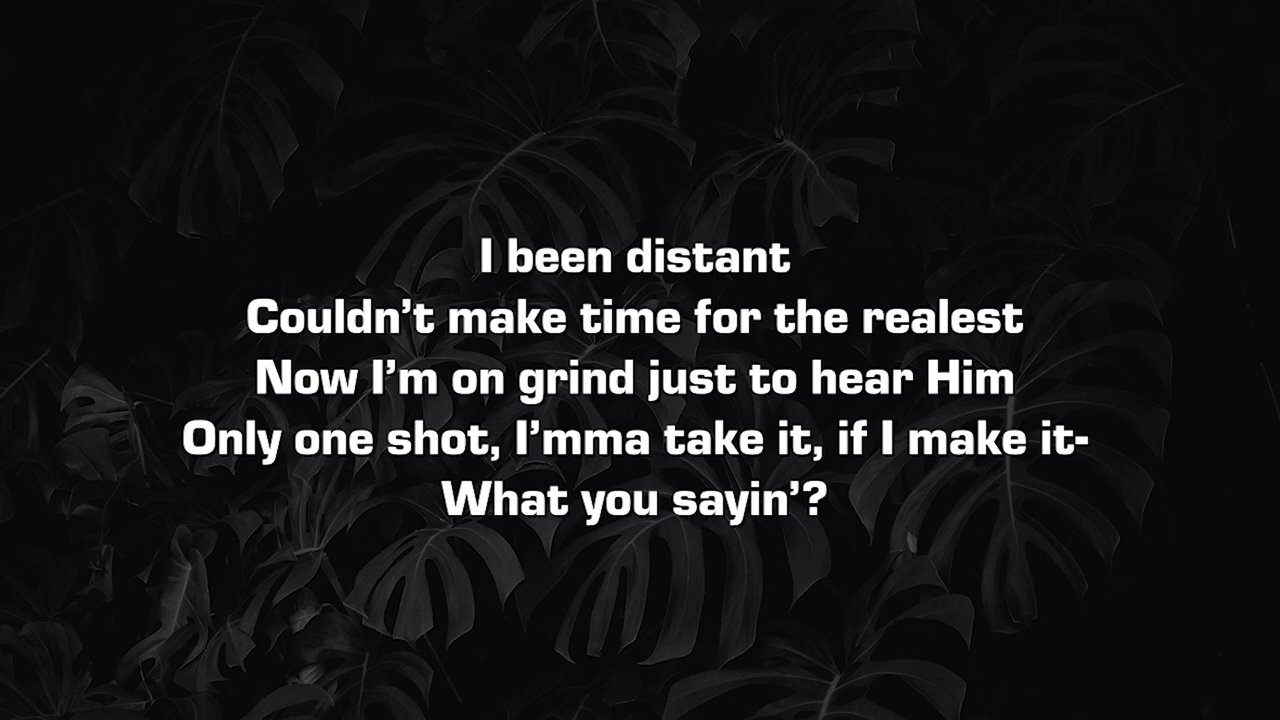 I been distant
Couldn’t make time for the realest
Now I’m on grind just to hear Him
Only one shot, I’mma take it, if I make it-
What you sayin’?